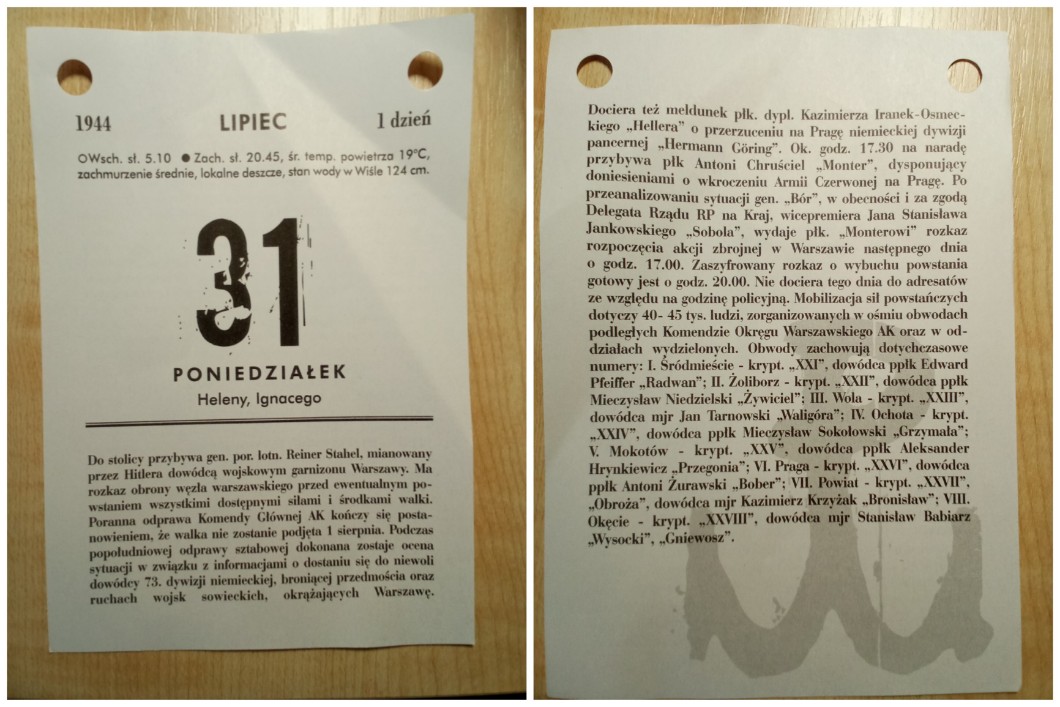 1944 LIPIEC 1 dzień
OWsch. sł. 5.10 ● Zach. sł. 20.45, śr. temp. powietrza 19°C,
zachmurzenie średnie, lokalne deszcze, stan wody w Wiśle 124 cm.
31
PONIEDZIAŁEK
Heleny, Ignacego
Do stolicy przybywa gen. por. lotn. Reiner Stahel, mianowany
przez Hitlera dowódcą wojskowym garnizonu Warszawy. Ma
rozkaz obrony węzła warszawskiego przed ewentualnym po-
wstaniem wszystkimi dostępnymi siłami i środkami walki.
Poranna odprawa Komendy Głównej AK kończy się posta-
nowieniem, że walka nie zostanie podjęta 1 sierpnia. Podczas
popołudniowej odprawy sztabowej dokonana zostaje ocena
sytuacji w związku z informacjami o dostaniu się do niewoli
dowódcy 73. dywizji niemieckiej, broniącej przedmościa oraz
ruchach wojsk sowieckich, okrążających Warszawę.
Dociera też meldunek płk. dypl. Kazimierza Iranek-Osmec-
kiego „Hellera” o przerzuceniu na Pragę niemieckiej dywizji
pancernej „Hermann Göring”. Ok. godz. 17.30 na naradę
przybywa płk Antoni Chruściel „Monter”, dysponujący
doniesieniami o wkroczeniu Armii Czerwonej na Pragę. Po
przeanalizowaniu sytuacji gen. „Bór”, w obecności i za zgodą
Delegata Rządu RP na Kraj, wicepremiera Jana Stanisława
Jankowskiego „Sobola”, wydaje płk. „Monterowi” rozkaz
rozpoczęcia akcji zbrojnej w Warszawie następnego dnia
o godz. 17.00. Zaszyfrowany rozkaz o wybuchu powstania
gotowy jest o godz. 20.00. Nie dociera tego dnia do adresatów
ze względu na godzinę policyjną. Mobilizacja sił powstańczych
dotyczy 40- 45 tys. ludzi, zorganizowanych w ośmiu obwodach
podległych Komendzie Okręgu Warszawskiego AK oraz w od-
działach wydzielonych. Obwody zachowują dotychczasowe
numery: I. Śródmieście - krypt. „XXI”, dowódca ppłk Edward
Pfeiffer „Radwan”; II. Żoliborz - krypt. „XXII”, dowódca ppłk
Mieczysław Niedzielski „Żywiciel”; III. Wola - krypt. „XXIII”,
dowódca mjr Jan Tarnowski „Waligóra”; IV. Ochota - krypt.
„XXIV”, dowódca ppłk Mieczysław Sokołowski „Grzymała”;
V. Mokotów - krypt. „XXV”, dowódca ppłk Aleksander
Hrynkiewicz „Przegonia”; VI. Praga - krypt. „XXVI”, dowódca
ppłk Antoni Żurawski „Bober”; VII. Powiat - krypt. „XXVII”,
„Obroża”, dowódca mjr Kazimierz Krzyżak „Bronisław”; VIII.
Okęcie - krypt. „XXVIII”, dowódca mjr Stanisław Babiarz
„Wysocki”, „Gniewosz”.